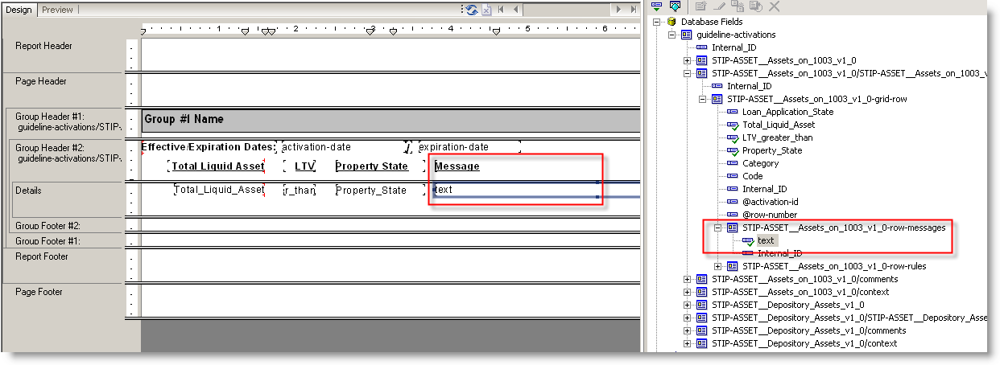 Design Preview
1 2 3 4 5 6
Report Header
Page Header
Group Header #1:
guideline-activations/STIP-
Group #1 Name
Group Header #2:
guideline-activations/STIP-
Effective/Expiration Dates: activation-date / expiration-date
Total Liquid Asset LTV Property State Message
Details
Total_Liquid_Asset r_than Property_State text
Group Footer #2:
Group Footer #1:
Report Footer
Page Footer
Database Fields
guideline-activations
Internal_ID
STIP-ASSET__Assets_on_1003_v1_0
STIP-ASSET__Assets_on_1003_v1_0/STIP-ASSET__Assets_on_1003_v
Internal_ID
STIP-ASSET__Assets_on_1003_v1_0-grid-row
Loan_Application_State
Total_Liquid_Asset
LTV_greater_than
Property_State
Category
Code
Internal_ID
@activation-id
@row-number
STIP-ASSET__Assets_on_1003_v1_0-row-messages
text
Internal_ID
STIP-ASSET__Assets_on_1003_v1_0-row-rules
STIP-ASSET__Assets_on_1003_v1_0/comments
STIP-ASSET__Assets_on_1003_v1_0/context
STIP-ASSET__Depository_Assets_v1_0
STIP-ASSET__Depository_Assets_v1_0/STIP-ASSET__Depository_Asse
STIP-ASSET__Depository_Assets_v1_0/comments
STIP-ASSET__Depository_Assets_v1_0/context